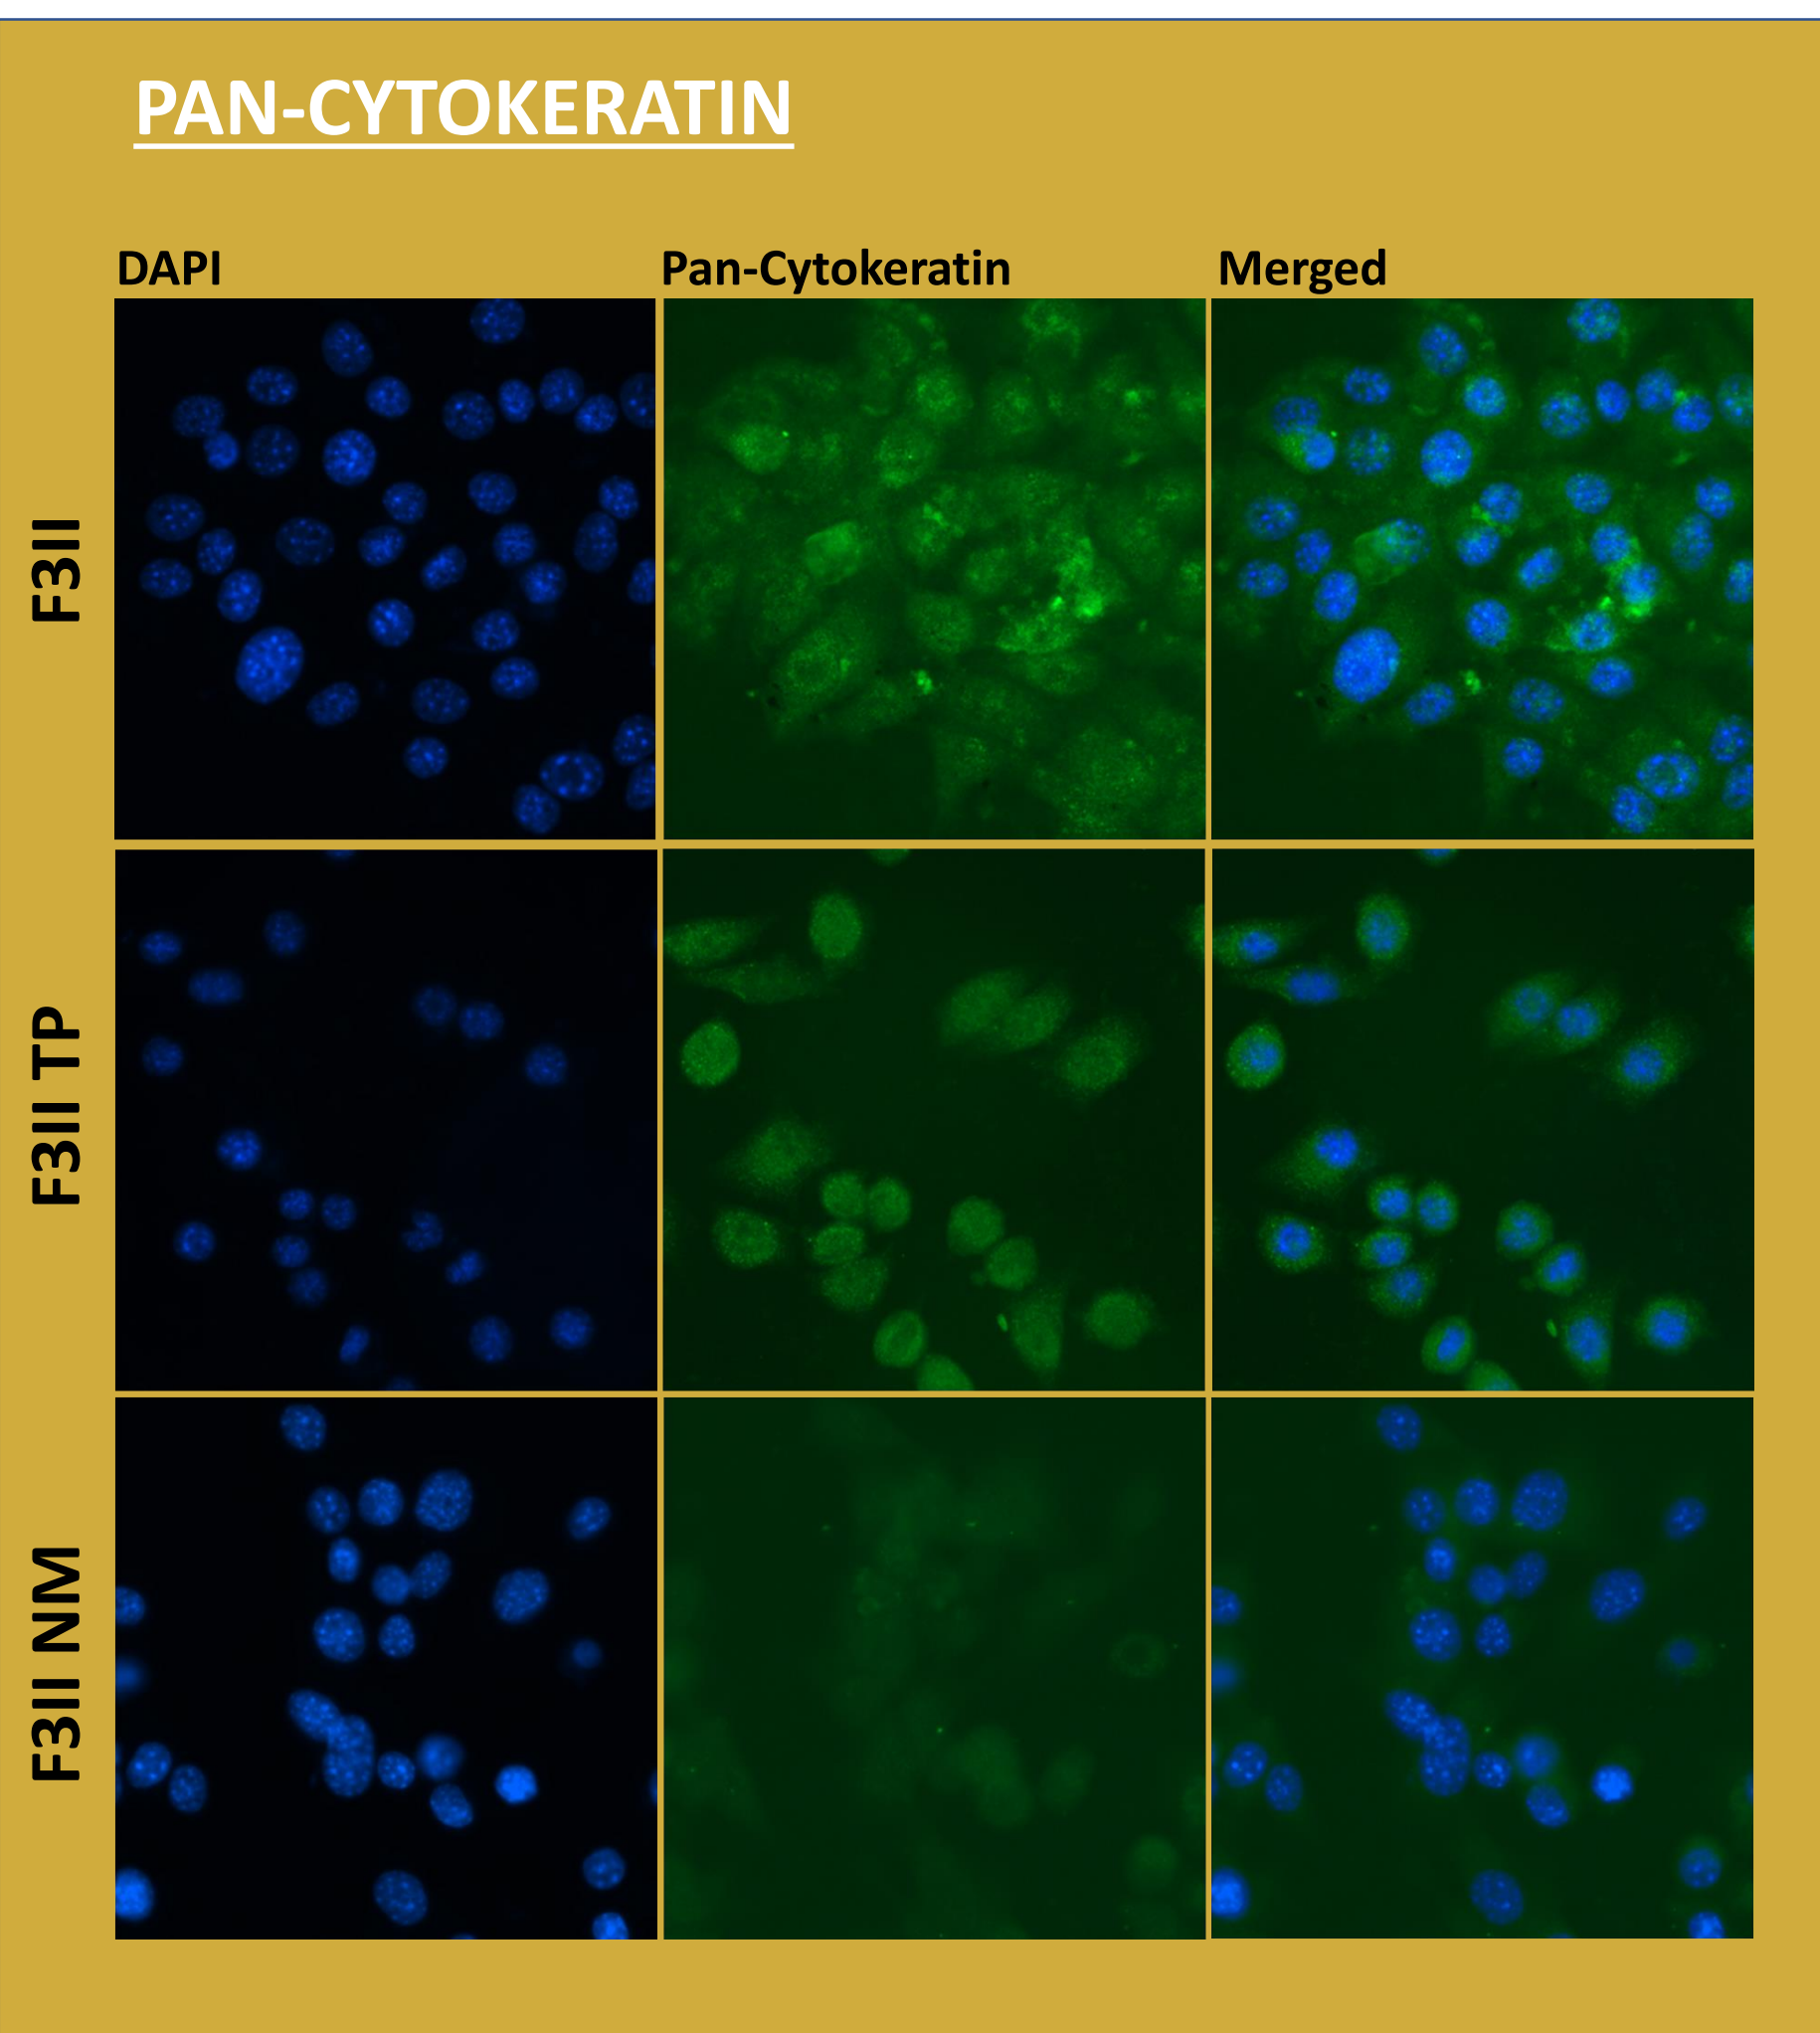 PAN-CYTOKERATIN
DAPI
Pan-Cytokeratin
Merged
F3II
F3II TP
F3II NM